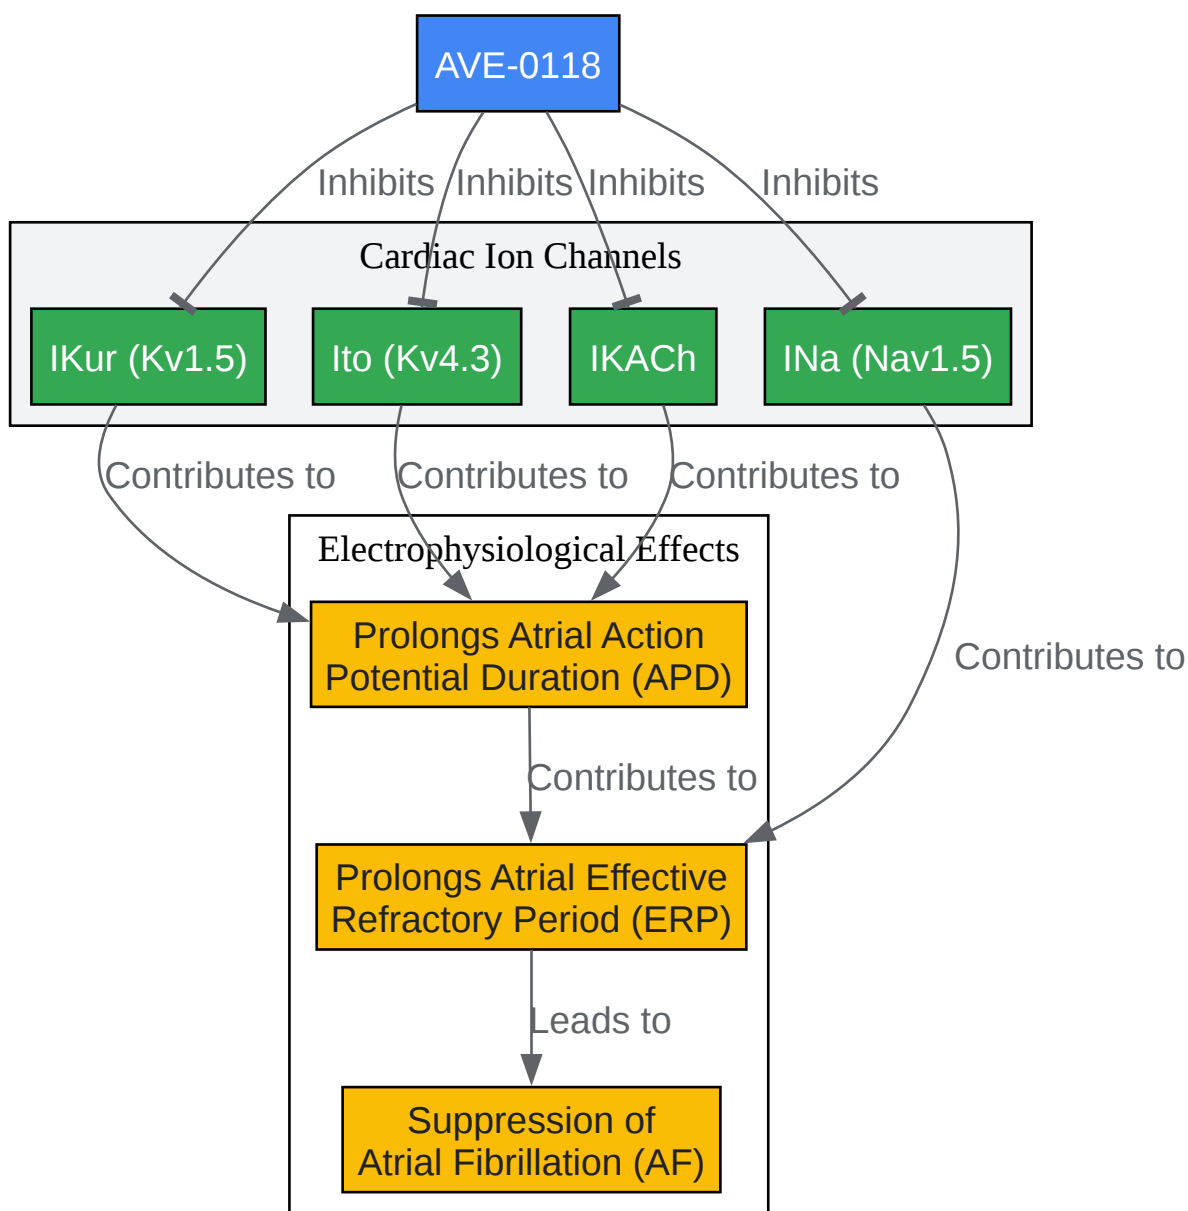 AVE-0118
Inhibits
Inhibits
Inhibits
Inhibits
Cardiac Ion Channels
IKur (Kv1.5)
Ito (Kv4.3)
IKACh
INa (Nav1.5)
Contributes to
Contributes to
Contributes to
Electrophysiological Effects
Prolongs Atrial Action
Potential Duration (APD)
Contributes to
Contributes to
Prolongs Atrial Effective
Refractory Period (ERP)
Leads to
Suppression of
Atrial Fibrillation (AF)